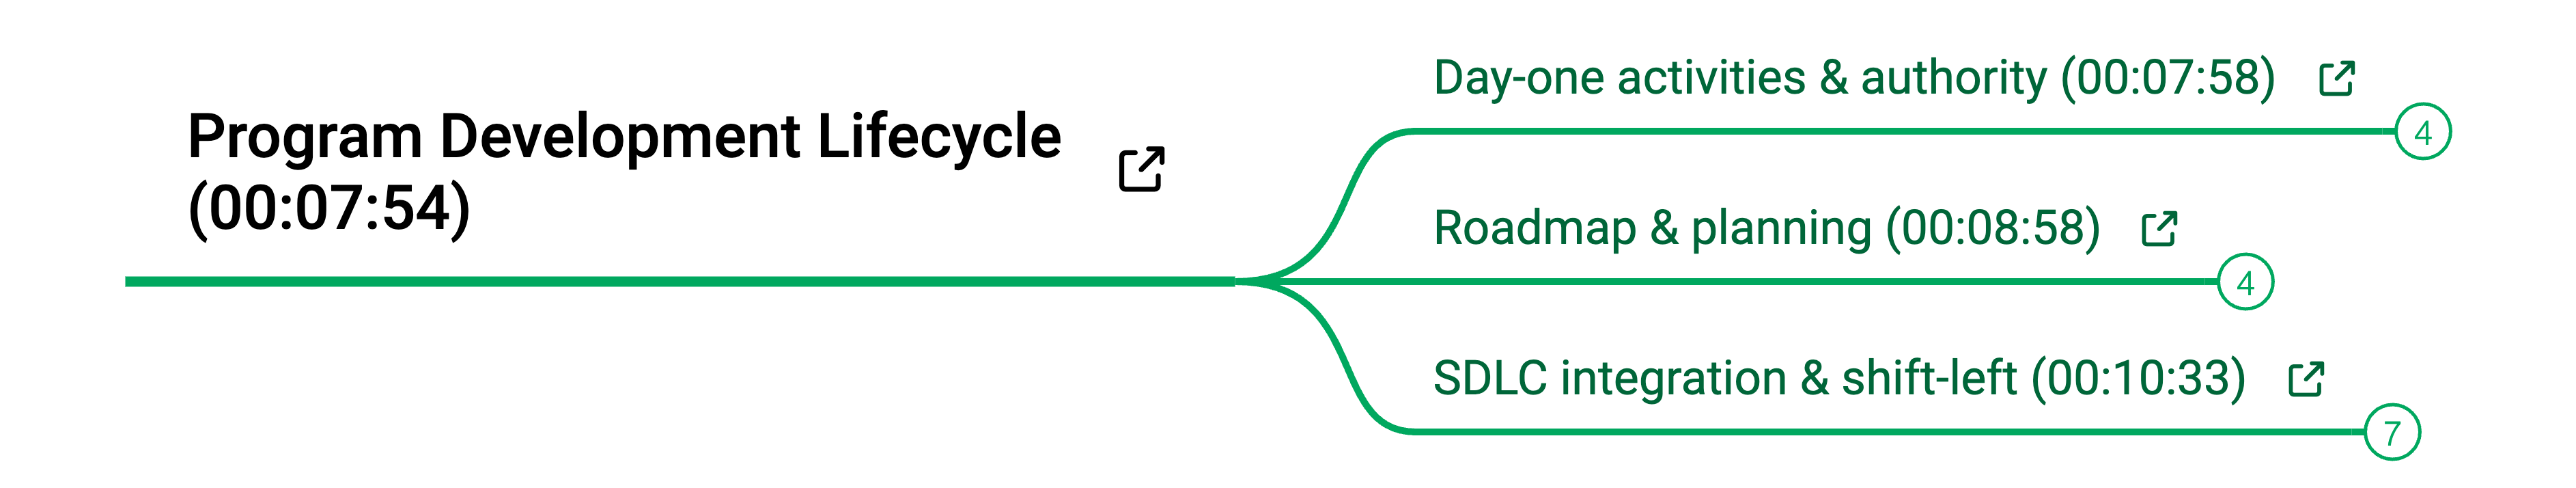 Program Development Lifecycle
(00:07:54)
Day-one activities & authority (00:07:58)
4
Roadmap & planning (00:08:58)
4
SDLC integration & shift-left (00:10:33)
7